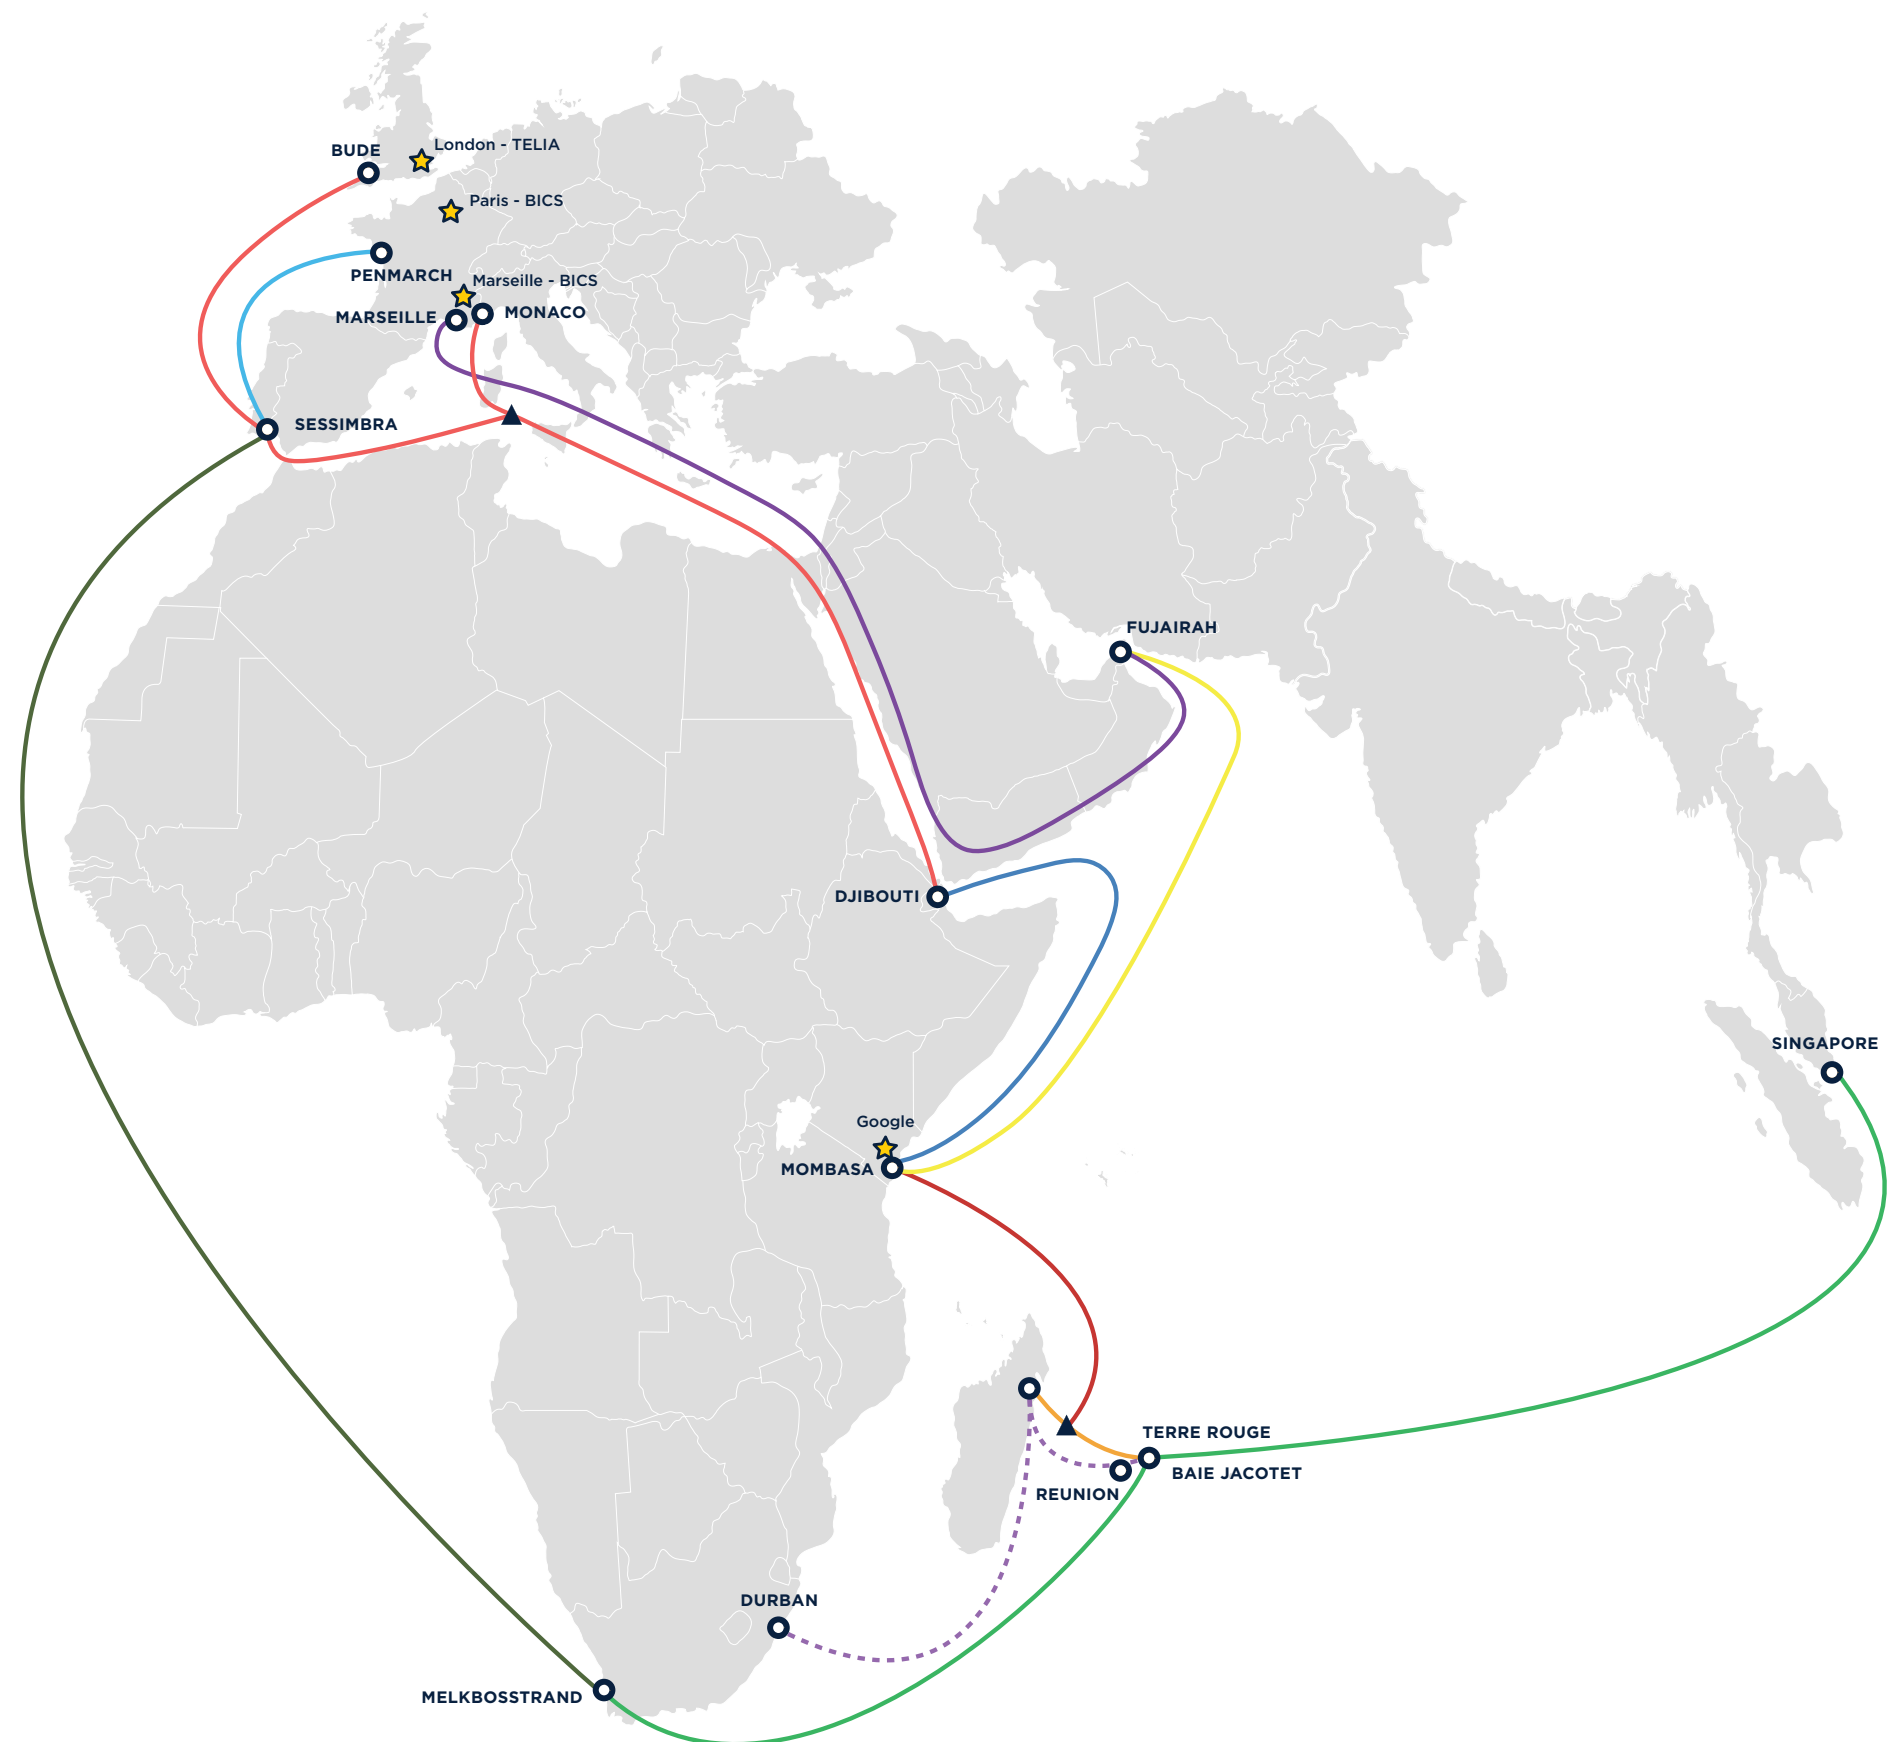 London - TELIA
BUDE
Paris - BICS
PENMARCH
Marseille - BICS
MARSEILLE
MONACO
SESSIMBRA
FUJAIRAH
DJIBOUTI
SINGAPORE
Google
MOMBASA
TERRE ROUGE
BAIE JACOTET
REUNION
DURBAN
MELKBOSSTRAND